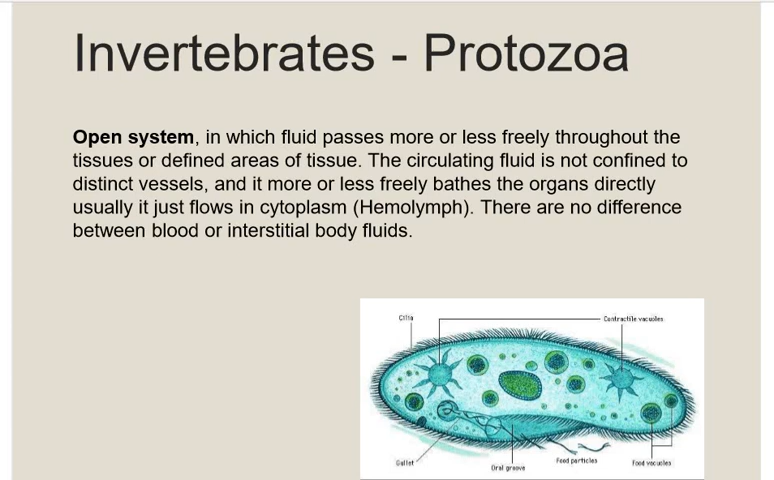 Invertebrates - Protozoa
Open system, in which fluid passes more or less freely throughout the
tissues or defined areas of tissue. The circulating fluid is not confined to
distinct vessels, and it more or less freely bathes the organs directly
usually it just flows in cytoplasm (Hemolymph). There are no difference
between blood or interstitial body fluids.
Cilia
Contractile vacuoles
Gullet
Oral groove
Food particles
Food vacuoles